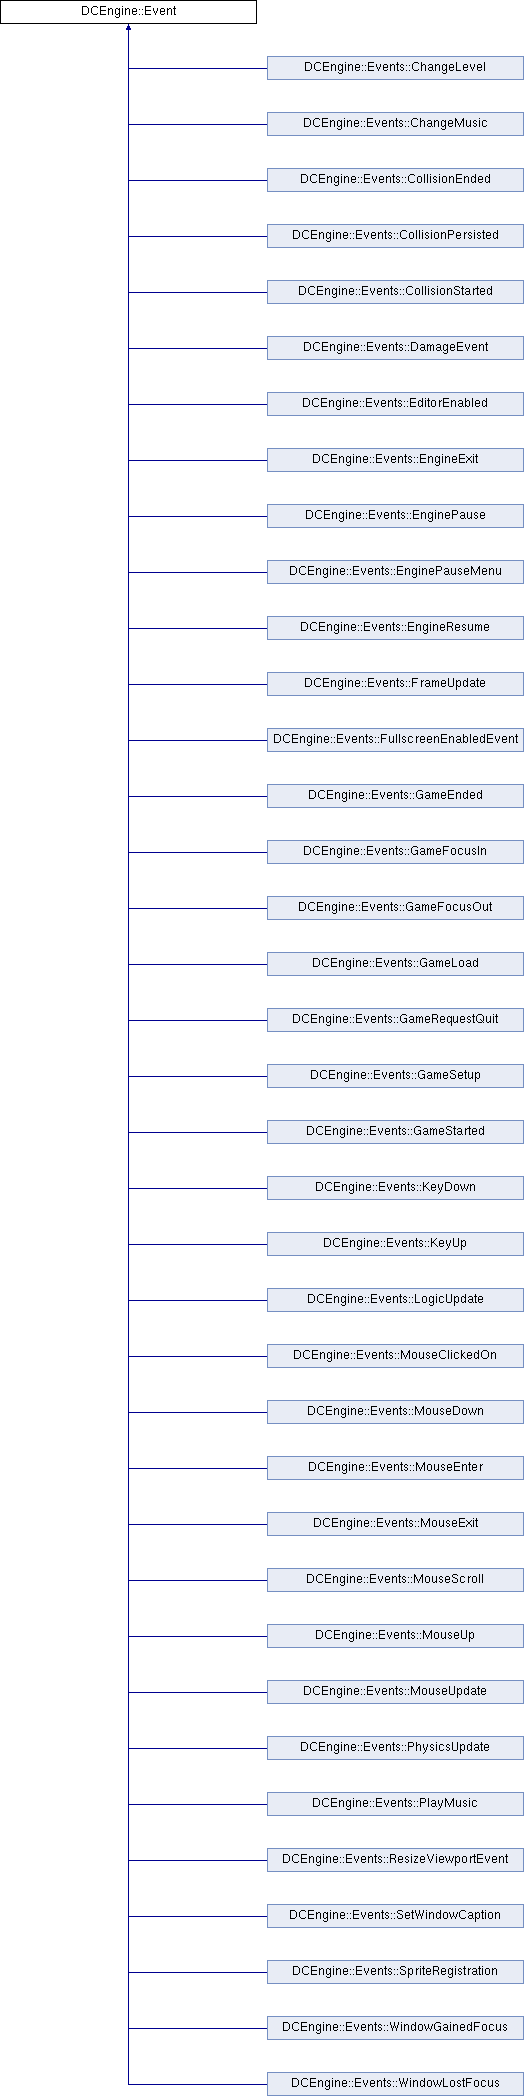 DCEngine::Event
DCEngine::Events::ChangeLevel
DCEngine::Events::ChangeMusic
DCEngine::Events::CollisionEnded
DCEngine::Events::CollisionPersisted
DCEngine::Events::CollisionStarted
DCEngine::Events::DamageEvent
DCEngine::Events::EditorEnabled
DCEngine::Events::EngineExit
DCEngine::Events::EnginePause
DCEngine::Events::EnginePauseMenu
DCEngine::Events::EngineResume
DCEngine::Events::FrameUpdate
DCEngine::Events::FullscreenEnabledEvent
DCEngine::Events::GameEnded
DCEngine::Events::GameFocusIn
DCEngine::Events::GameFocusOut
DCEngine::Events::GameLoad
DCEngine::Events::GameRequestQuit
DCEngine::Events::GameSetup
DCEngine::Events::GameStarted
DCEngine::Events::KeyDown
DCEngine::Events::KeyUp
DCEngine::Events::LogicUpdate
DCEngine::Events::MouseClickedOn
DCEngine::Events::MouseDown
DCEngine::Events::MouseEnter
DCEngine::Events::MouseExit
DCEngine::Events::MouseScroll
DCEngine::Events::MouseUp
DCEngine::Events::MouseUpdate
DCEngine::Events::PhysicsUpdate
DCEngine::Events::PlayMusic
DCEngine::Events::ResizeViewportEvent
DCEngine::Events::SetWindowCaption
DCEngine::Events::SpriteRegistration
DCEngine::Events::WindowGainedFocus
DCEngine::Events::WindowLostFocus